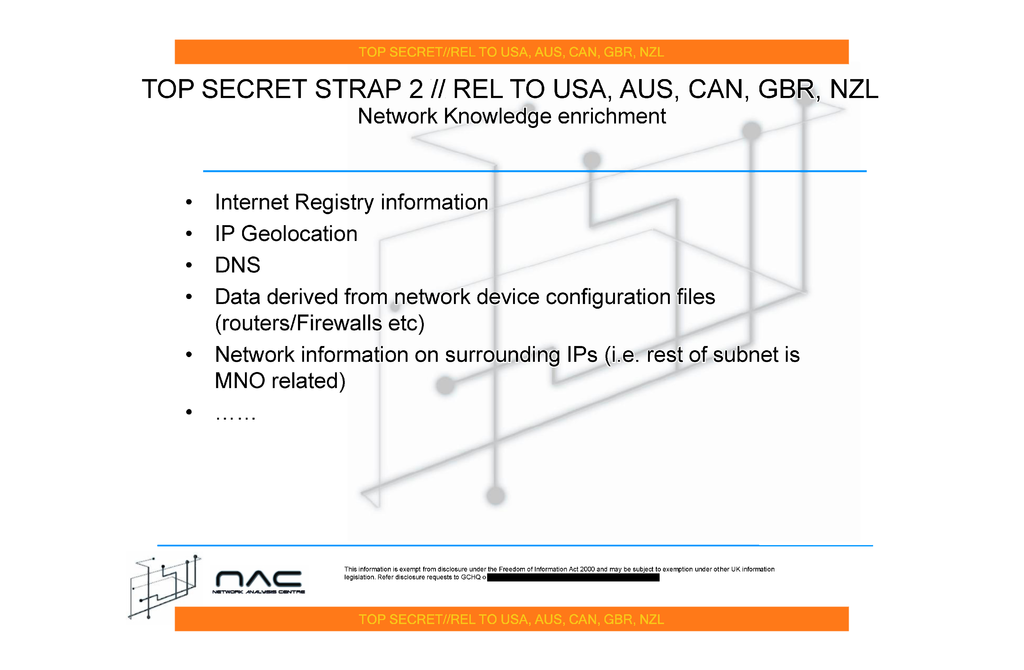 TOP SECRET//REL TO USA, AUS, CAN, GBR, NZL
TOP SECRET STRAP 2 // REL TO USA, AUS, CAN, GBR, NZL
Network Knowledge enrichment
• Internet Registry information
• IP Geolocation
• DNS
• Data derived from network device configuration files
(routers/Firewalls etc)
• Network information on surrounding IPs (i.e. rest of subnet is
MNO related)
• ……
NAC
NETWORK ANALYSIS CENTRE
This information is exempt from disclosure under the Freedom of Information Act 2000 and may be subject to exemption under other UK information
legislation. Refer disclosure requests to GCHQ o
TOP SECRET//REL TO USA, AUS, CAN, GBR, NZL